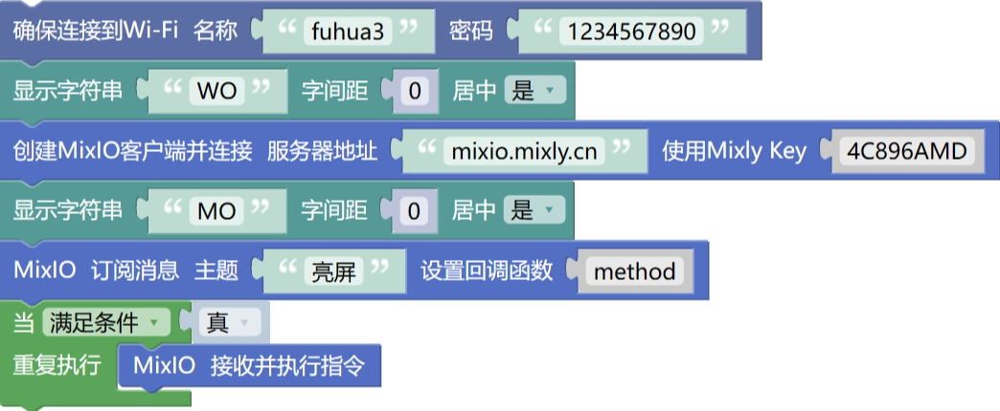 确保连接到Wi-Fi 名称 “ fuhua3 ” 密码 “ 1234567890 ”
显示字符串 “ WO ” 字间距 0 居中 是
创建MixIO客户端并连接 服务器地址 “ mixio.mixly.cn ” 使用Mixly Key 4C896AMD
显示字符串 “ MO ” 字间距 0 居中 是
MixIO 订阅消息 主题 “ 亮屏 ” 设置回调函数 method
当 满足条件 真
重复执行 MixIO 接收并执行指令